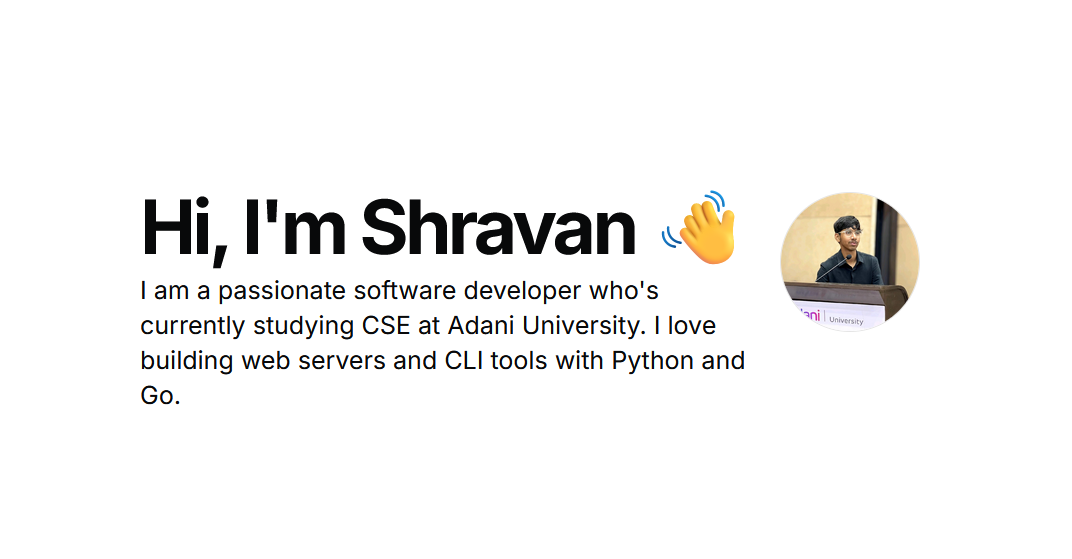 Hi, I'm Shravan 👋
I am a passionate software developer who's
currently studying CSE at Adani University. I love
building web servers and CLI tools with Python and
Go.
University